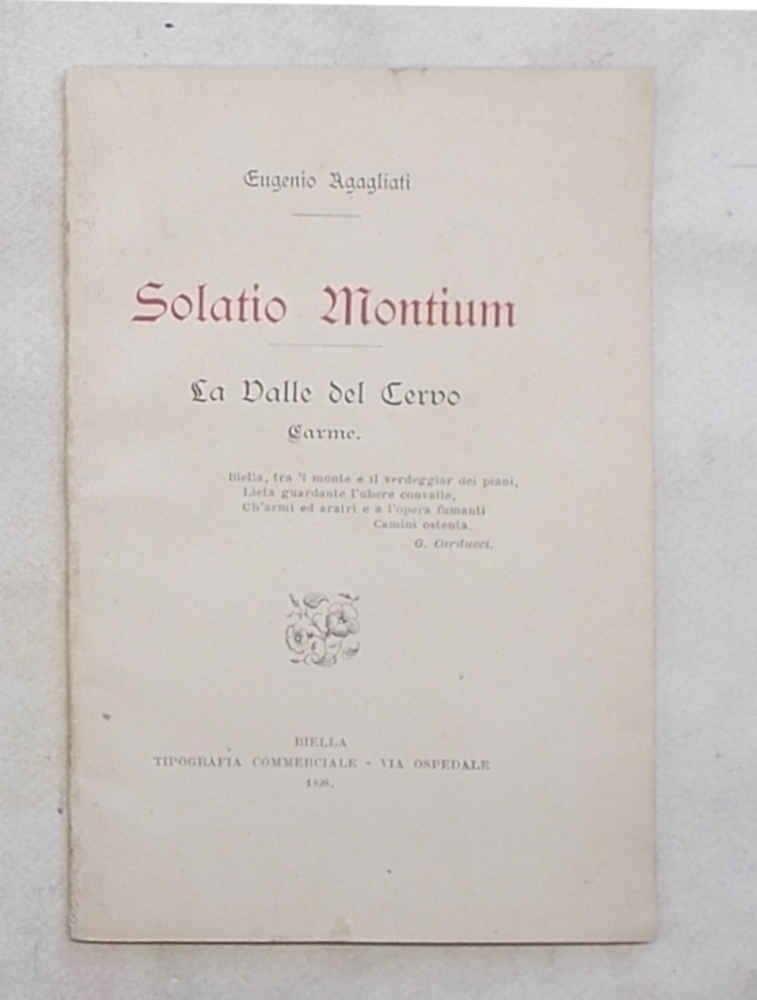 Eugenio Agagliati
Solatio Montium
La Valle del Cervo
Carme.
Biella, tra 'l monte e il verdeggiar dei piani,
Lieta guardante l'ubere convalle,
Ch'armi ed aratri e a l'opera fumanti
Camini ostenta.
G. Carducci.
BIELLA
TIPOGRAFIA COMMERCIALE - VIA OSPEDALE